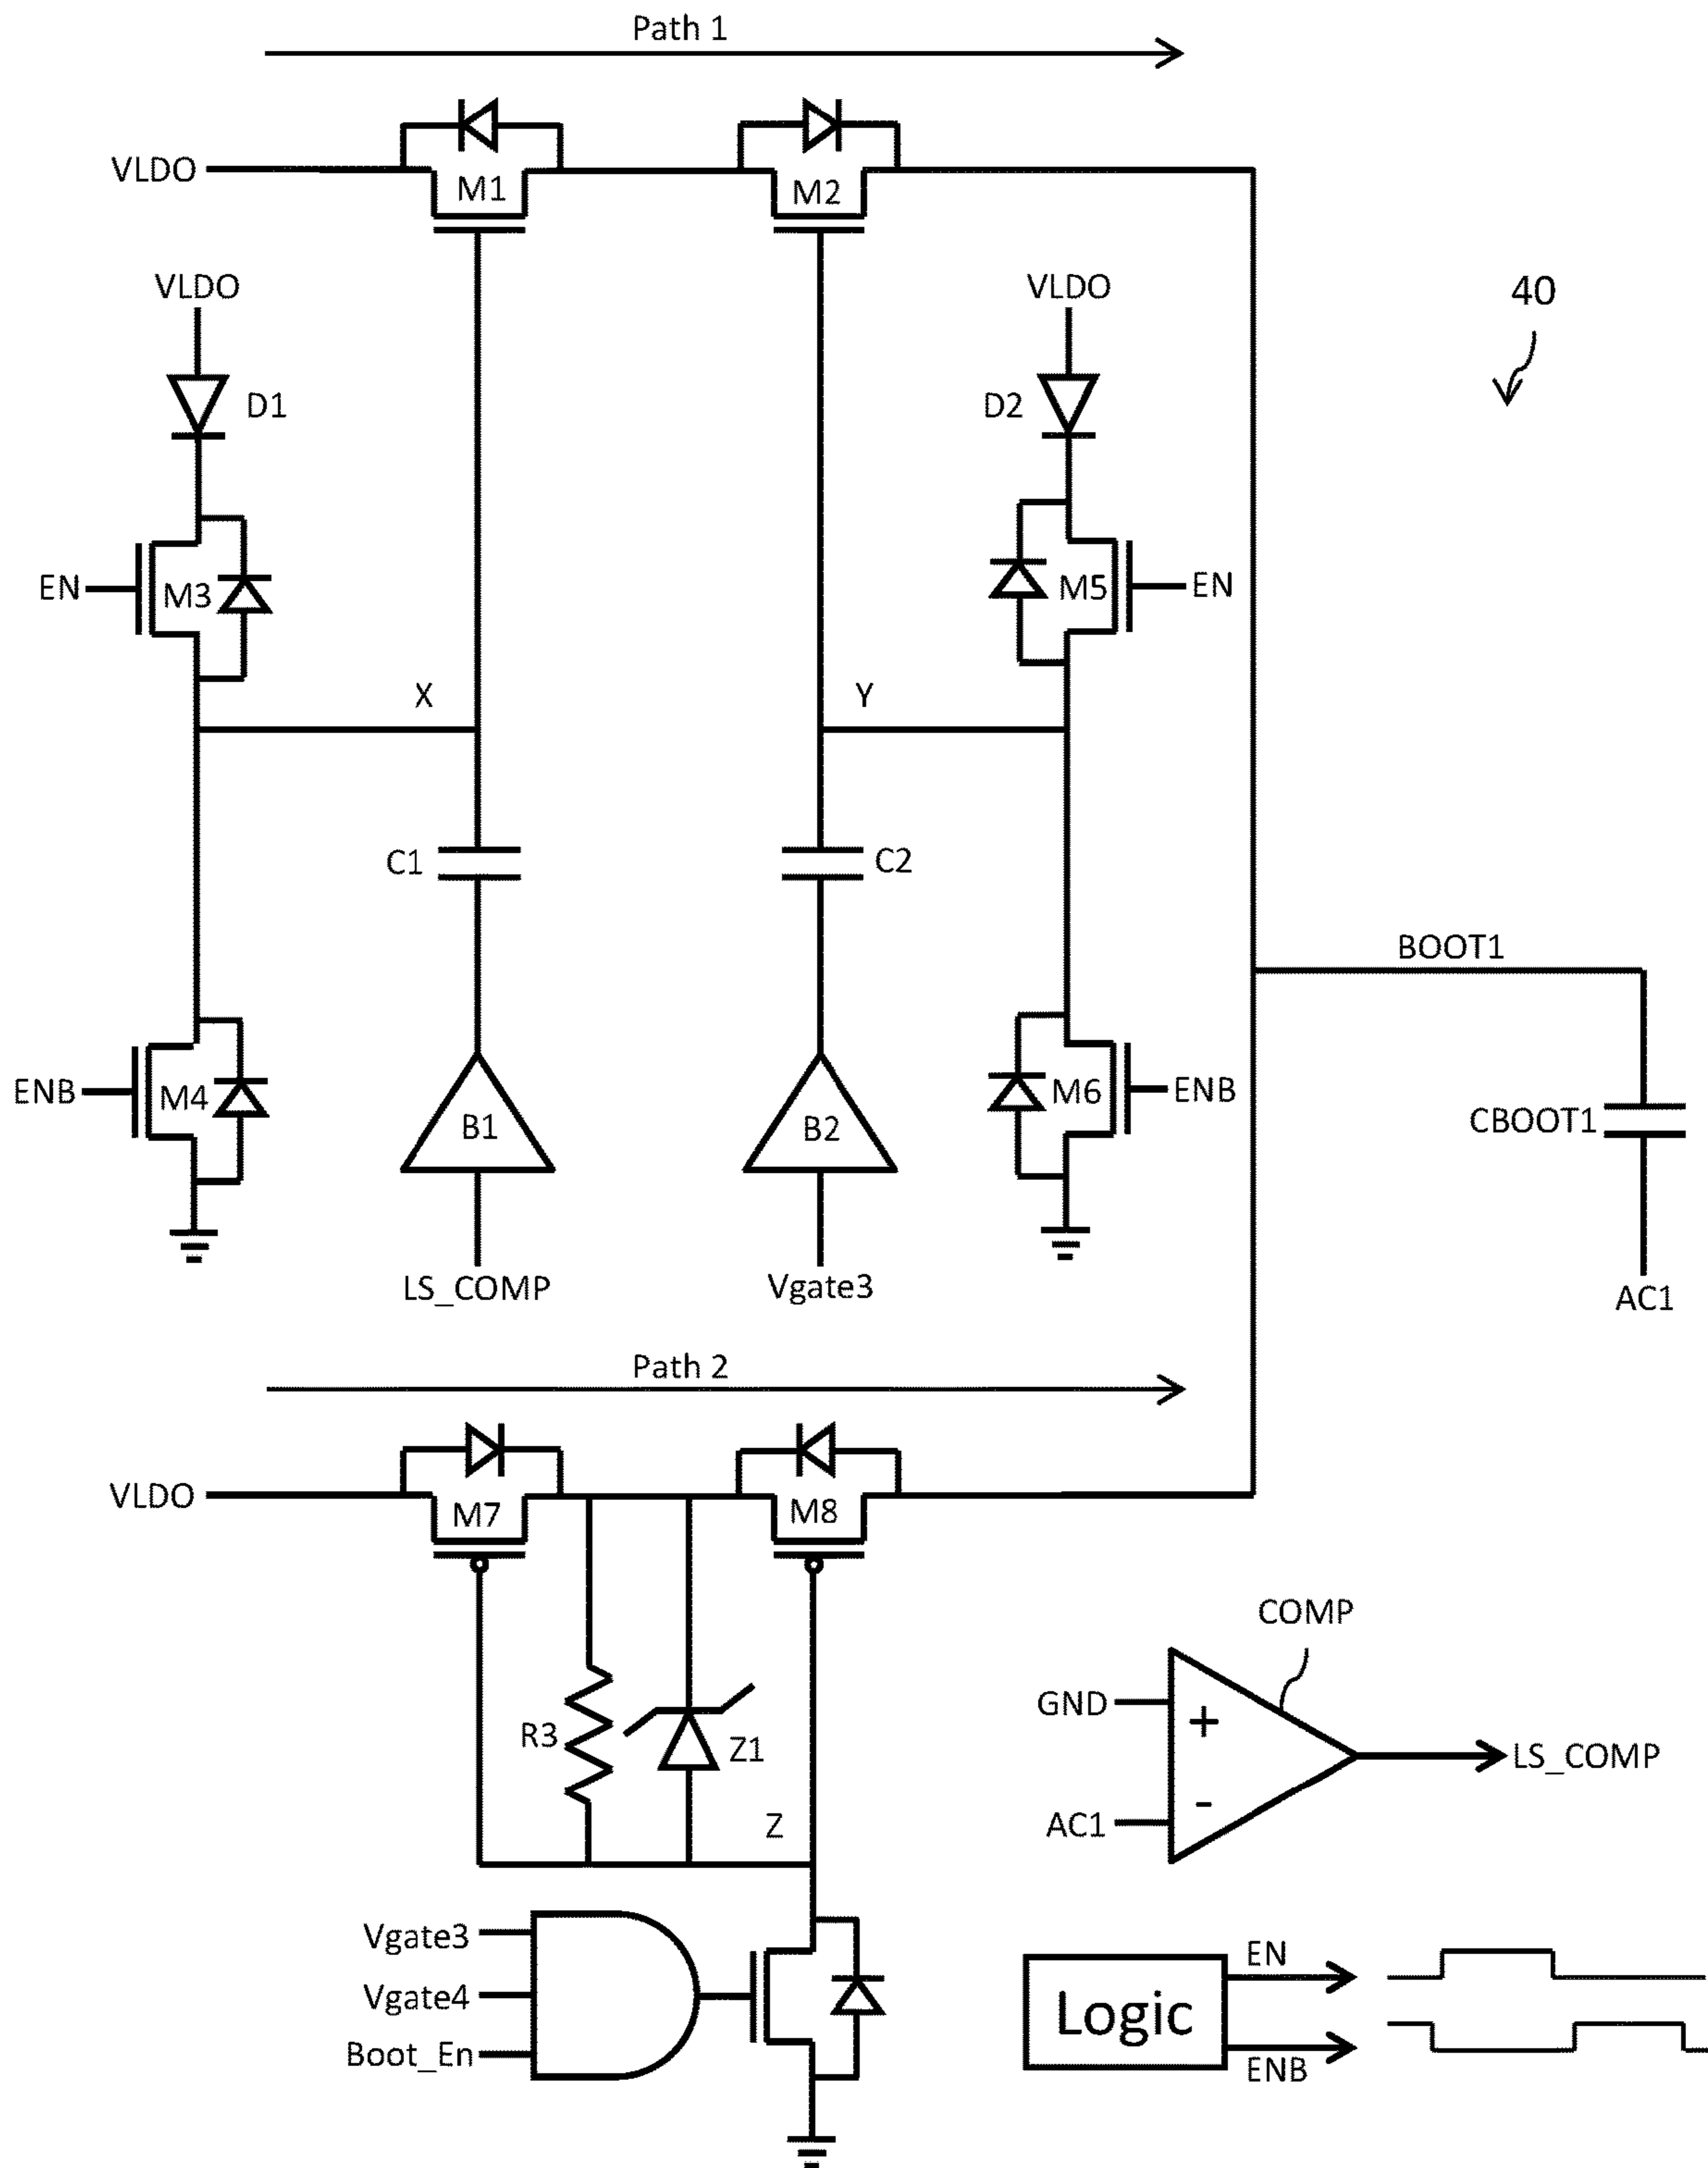 Path 1
VLDO
M1
M2
VLDO
VLDO
40
D1
D2
EN
M3
M5
EN
X
Y
C1
C2
BOOT1
ENB
M4
B1
B2
M6
ENB
CBOOT1
LS_COMP
Vgate3
AC1
Path 2
VLDO
M7
M8
COMP
GND
+
R3
Z1
LS_COMP
-
AC1
Z
Vgate3
Vgate4
Boot_En
Logic
EN
ENB